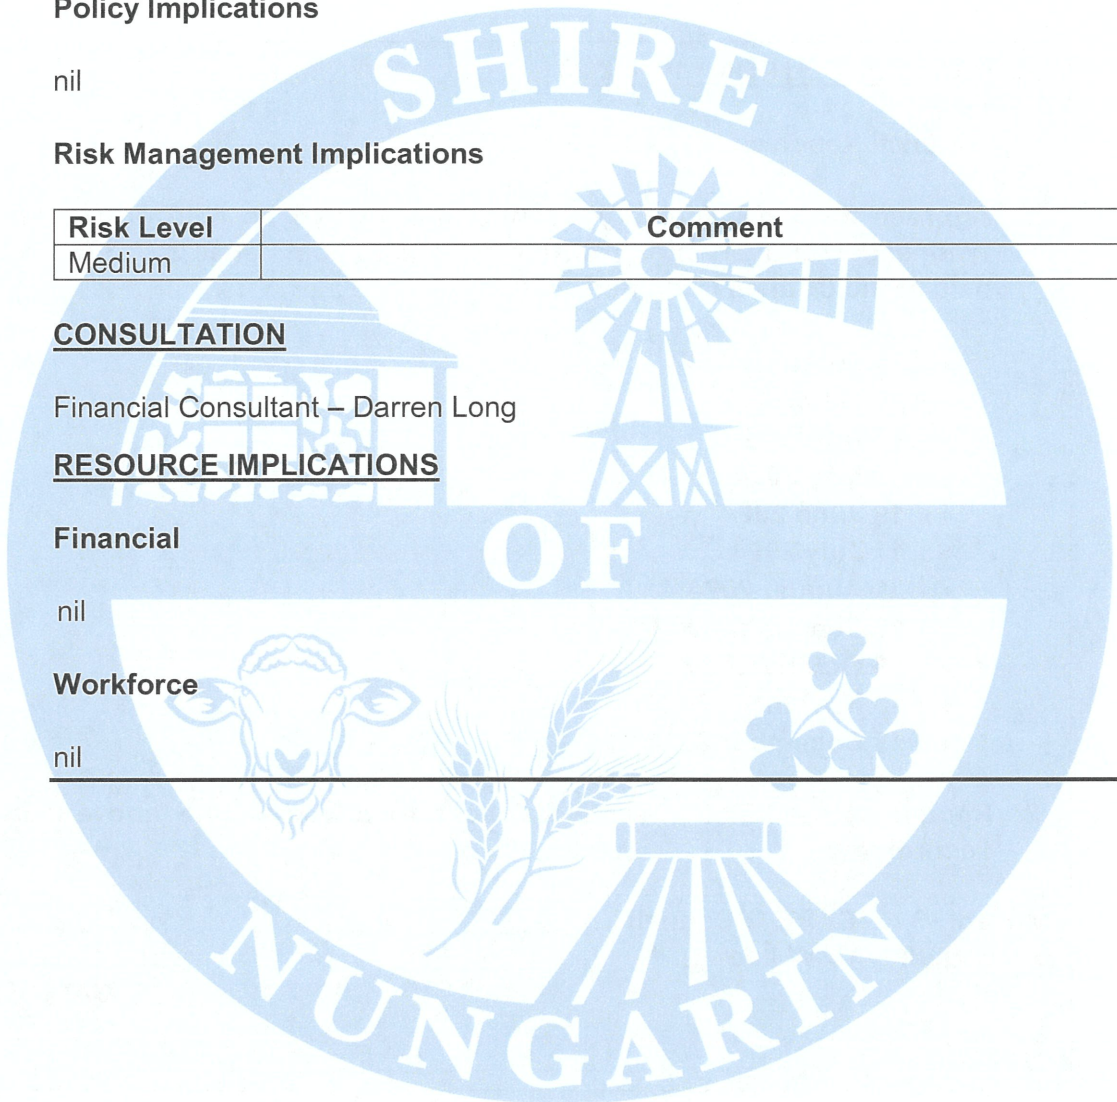 Policy Implications
nil
Risk Management Implications
Risk Level Comment
Medium
CONSULTATION
Financial Consultant – Darren Long
RESOURCE IMPLICATIONS
Financial
nil
Workforce
nil
SHIRE
OF
NUNGARIN